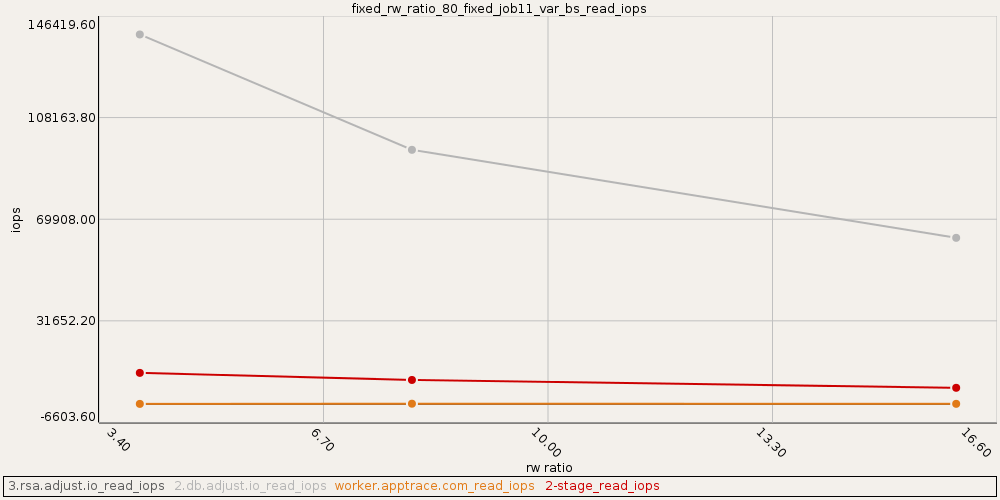 fixed_rw_ratio_80_fixed_job11_var_bs_read_iops
146419.60
108163.80
69908.00
31652.20
-6603.60
iops
3.40 6.70 10.00 13.30 16.60
rw ratio
3.rsa.adjust.io_read_iops 2.db.adjust.io_read_iops worker.apptrace.com_read_iops 2-stage_read_iops